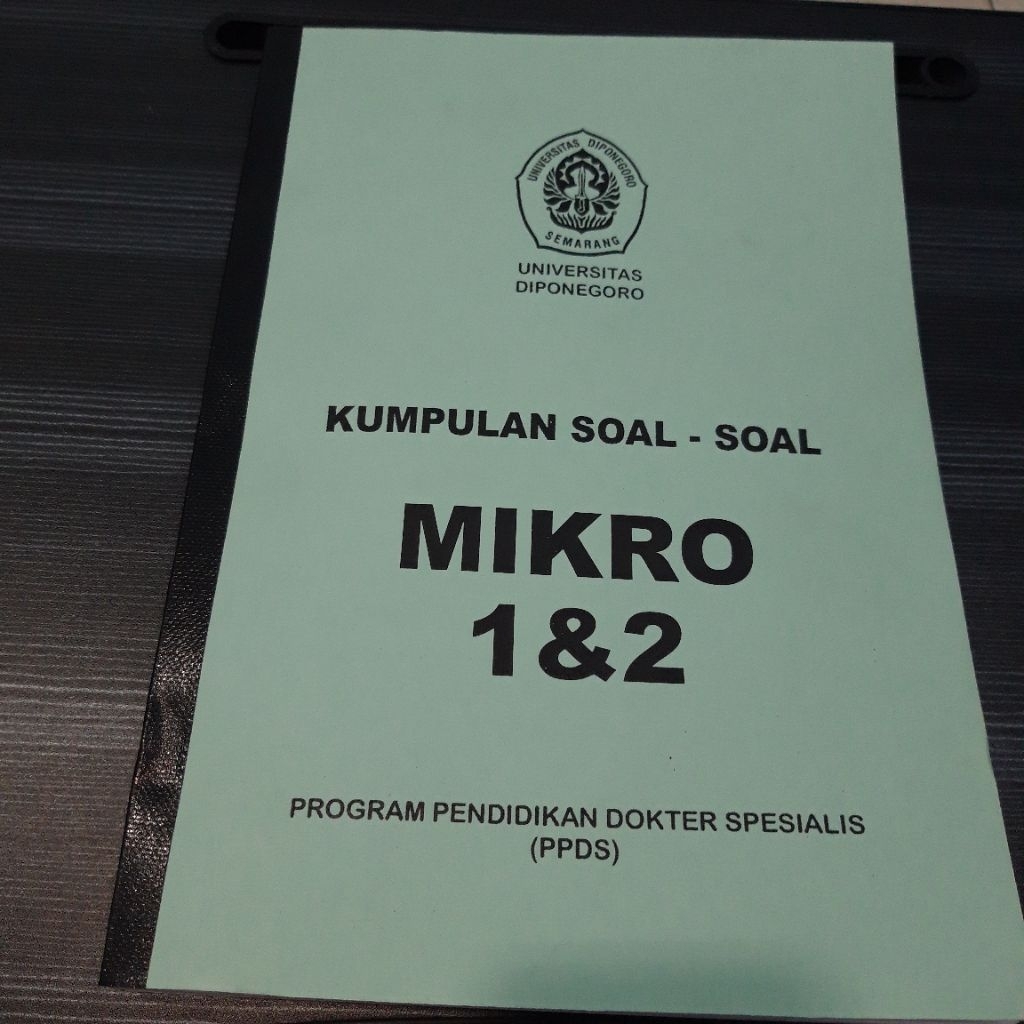 UNIVERSITAS DIPONEGORO
SEMARANG
UNIVERSITAS
DIPONEGORO
KUMPULAN SOAL - SOAL
MIKRO
1&2
PROGRAM PENDIDIKAN DOKTER SPESIALIS
(PPDS)